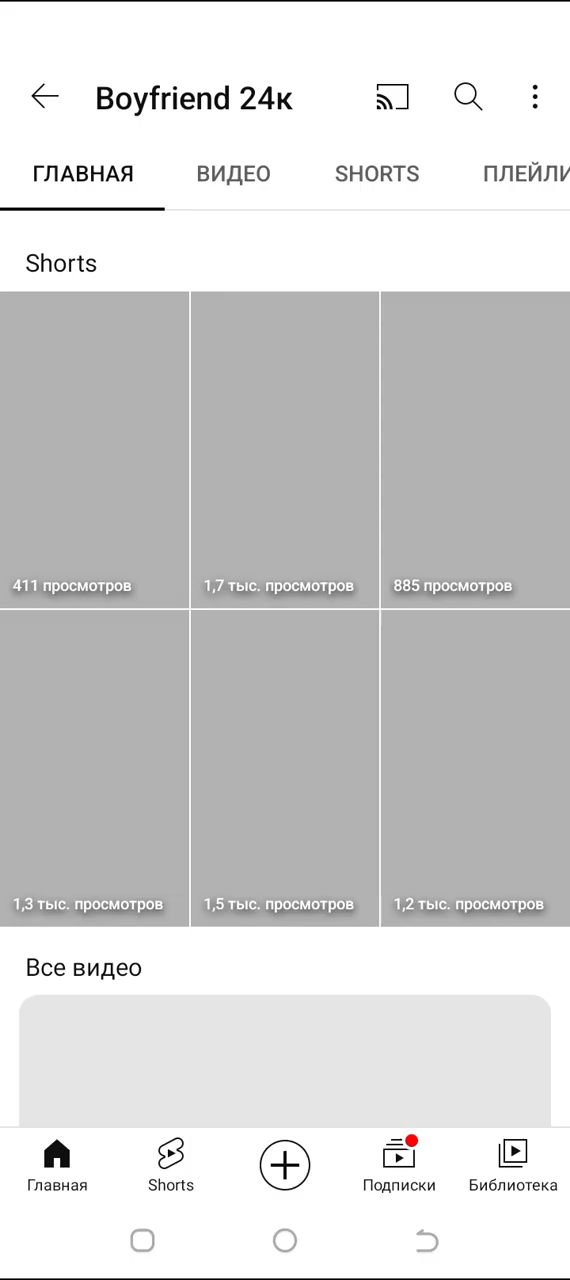 Boyfriend 24к
ГЛАВНАЯ ВИДЕО SHORTS ПЛЕЙЛИ
Shorts
411 просмотров 1,7 тыс. просмотров 885 просмотров
1,3 тыс. просмотров 1,5 тыс. просмотров 1,2 тыс. просмотров
Все видео
Главная Shorts Подписки Библиотека